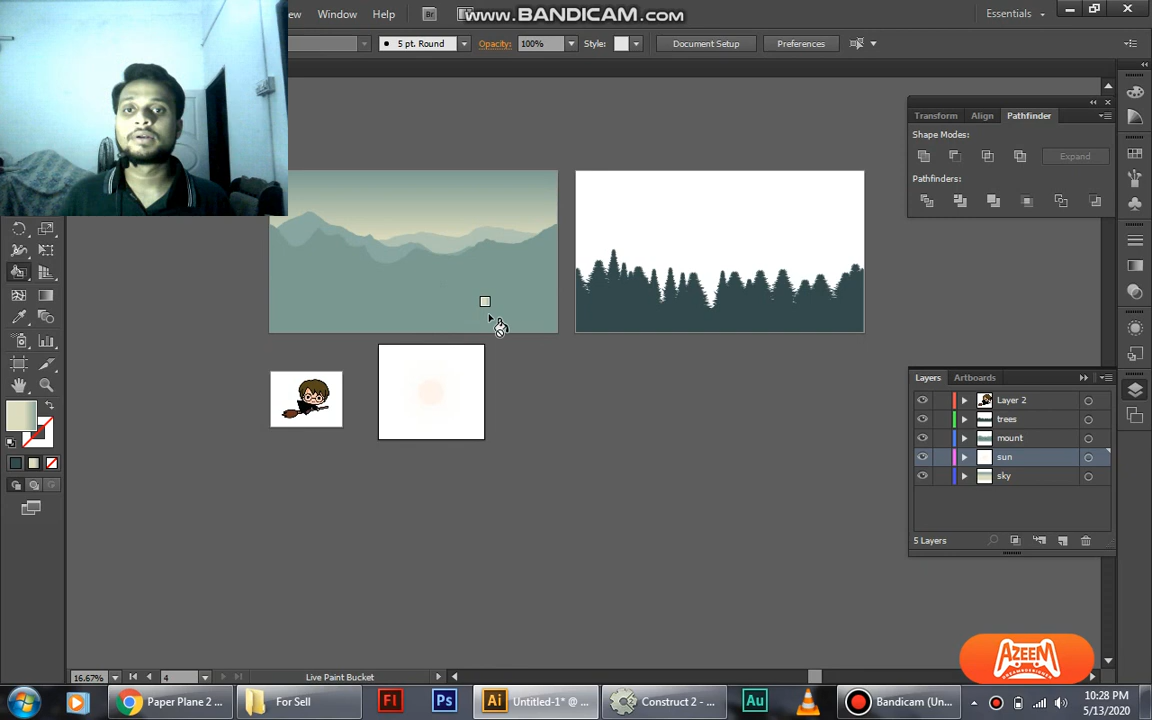 ew Window Help Br www.BANDICAM.com Essentials
5 pt. Round Opacity: 100% Style: Document Setup Preferences
Transform Align Pathfinder
Shape Modes:
Expand
Pathfinders:
Layers Artboards
Layer 2
trees
mount
sun
sky
5 Layers
AZEEM
16.67% 4 Live Paint Bucket
Paper Plane 2 ... For Sell Fl Ps Ai Untitled-1* @ ... Construct 2 - ... Au Bandicam (Un... 10:28 PM
5/13/2020